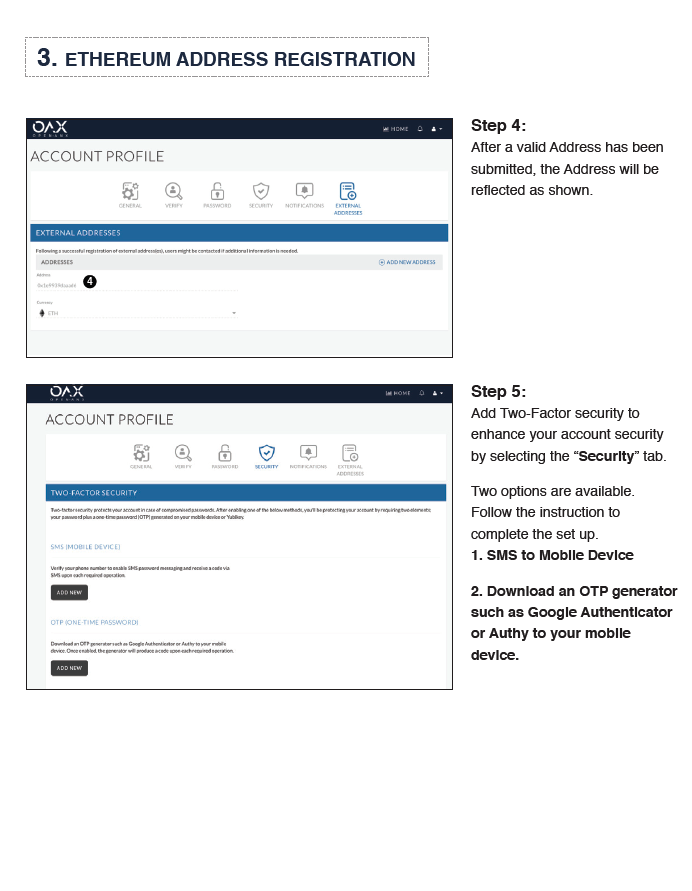 3. ETHEREUM ADDRESS REGISTRATION
OAX
OPENANX
HOME
ACCOUNT PROFILE
GENERAL
VERIFY
PASSWORD
SECURITY
NOTIFICATIONS
EXTERNAL
ADDRESSES
EXTERNAL ADDRESSES
Following a successful registration of external address(es), users might be contacted if additional information is needed.
ADDRESSES
ADD NEW ADDRESS
Address
4
Currency
ETH
Step 4:
After a valid Address has been
submitted, the Address will be
reflected as shown.
OAX
OPENANX
HOME
ACCOUNT PROFILE
GENERAL
VERIFY
PASSWORD
SECURITY
NOTIFICATIONS
EXTERNAL
ADDRESSES
TWO-FACTOR SECURITY
Two-factor security protects your account in case of compromised passwords. After enabling one of the below methods, you'll be protecting your account by requiring two elements:
your password plus a one-time password (OTP) generated on your mobile device or Yubikey.
SMS (MOBILE DEVICE)
Verify your phone number to enable SMS password messaging and receive a code via
SMS upon each required operation.
ADD NEW
OTP (ONE-TIME PASSWORD)
Download an OTP generator such as Google Authenticator or Authy to your mobile
device. Once enabled, the generator will produce a code upon each required operation.
ADD NEW
Step 5:
Add Two-Factor security to
enhance your account security
by selecting the “Security” tab.
Two options are available.
Follow the instruction to
complete the set up.
1. SMS to Mobile Device
2. Download an OTP generator
such as Google Authenticator
or Authy to your mobile
device.